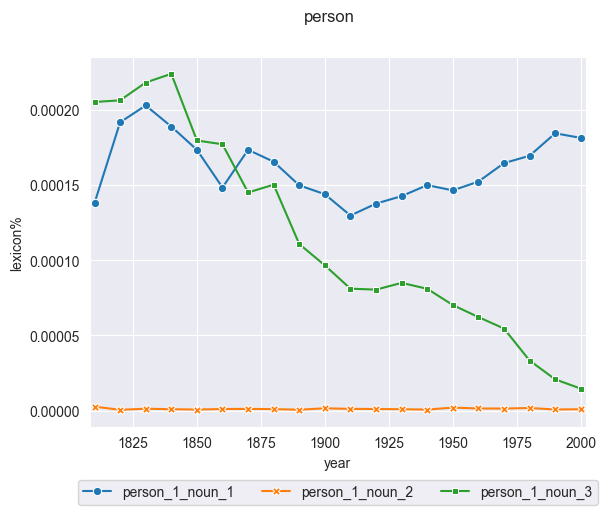 person
0.00020
0.00015
0.00010
0.00005
0.00000
lexicon%
1825 1850 1875 1900 1925 1950 1975 2000
year
person_1_noun_1 person_1_noun_2 person_1_noun_3